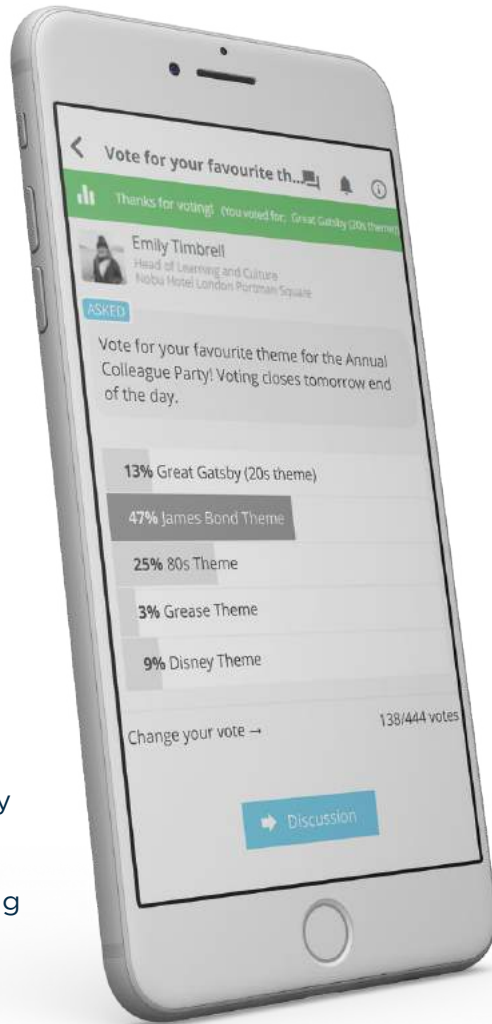 Vote for your favourite th...
Thanks for voting! (You voted for: Great Gatsby (20s theme))
Emily Timbrell
Head of Learning and Culture
Nobu Hotel London Portman Square
ASKED
Vote for your favourite theme for the Annual
Colleague Party! Voting closes tomorrow end
of the day.
13% Great Gatsby (20s theme)
47% James Bond Theme
25% 80s Theme
3% Grease Theme
9% Disney Theme
Change your vote → 138/444 votes
Discussion
y
g